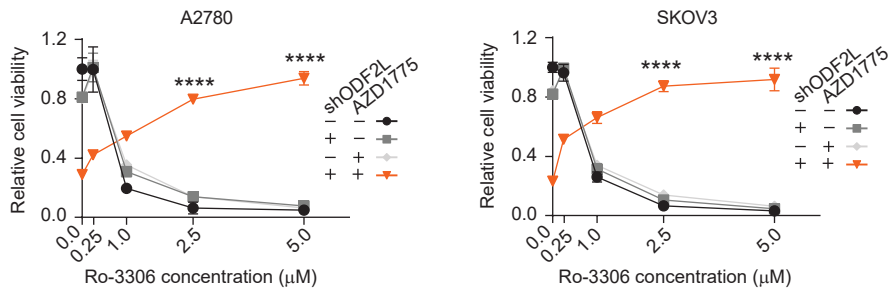 A2780
Relative cell viability
1.2
0.8
0.4
0.0
**** ****
shODF2L AZD1775
− −
+ −
− +
+ +
0.0 0.25 1.0 2.5 5.0
Ro-3306 concentration (μM)
SKOV3
Relative cell viability
1.2
0.8
0.4
0.0
**** ****
shODF2L AZD1775
− −
+ −
− +
+ +
0.0 0.25 1.0 2.5 5.0
Ro-3306 concentration (μM)